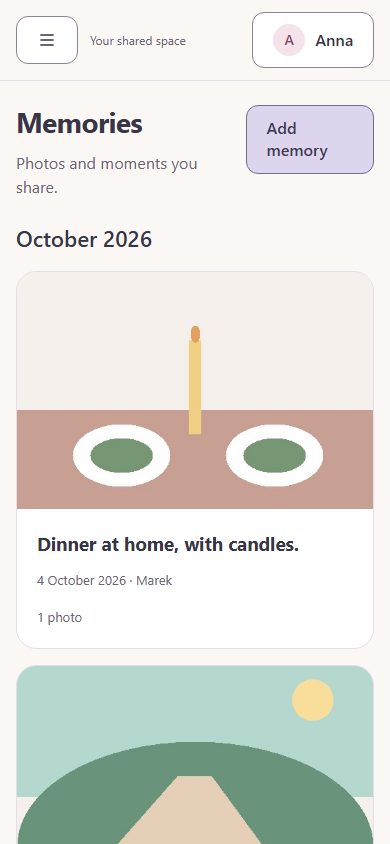 Your shared space
A
Anna
Memories
Photos and moments you
share.
Add
memory
October 2026
Dinner at home, with candles.
4 October 2026 · Marek
1 photo